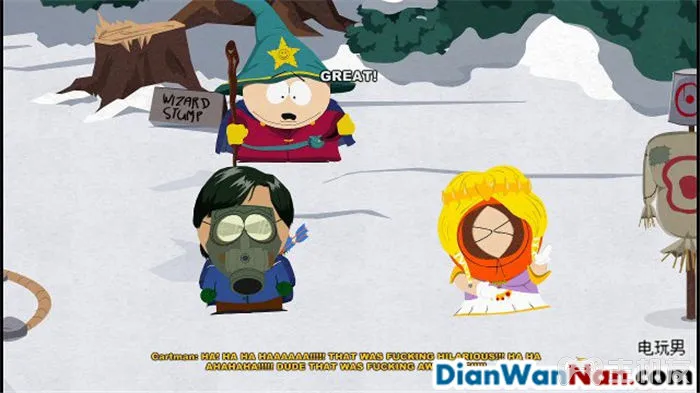 GREAT!
WIZARD
STUMP
电玩男
Cartman: HA! HA HA HAAAAAA!!!!! THAT WAS FUCKING HILARIOUS!!! HA HA
AHAHAHA!!!!! DUDE THAT WAS FUCKING
DianWanNan.com